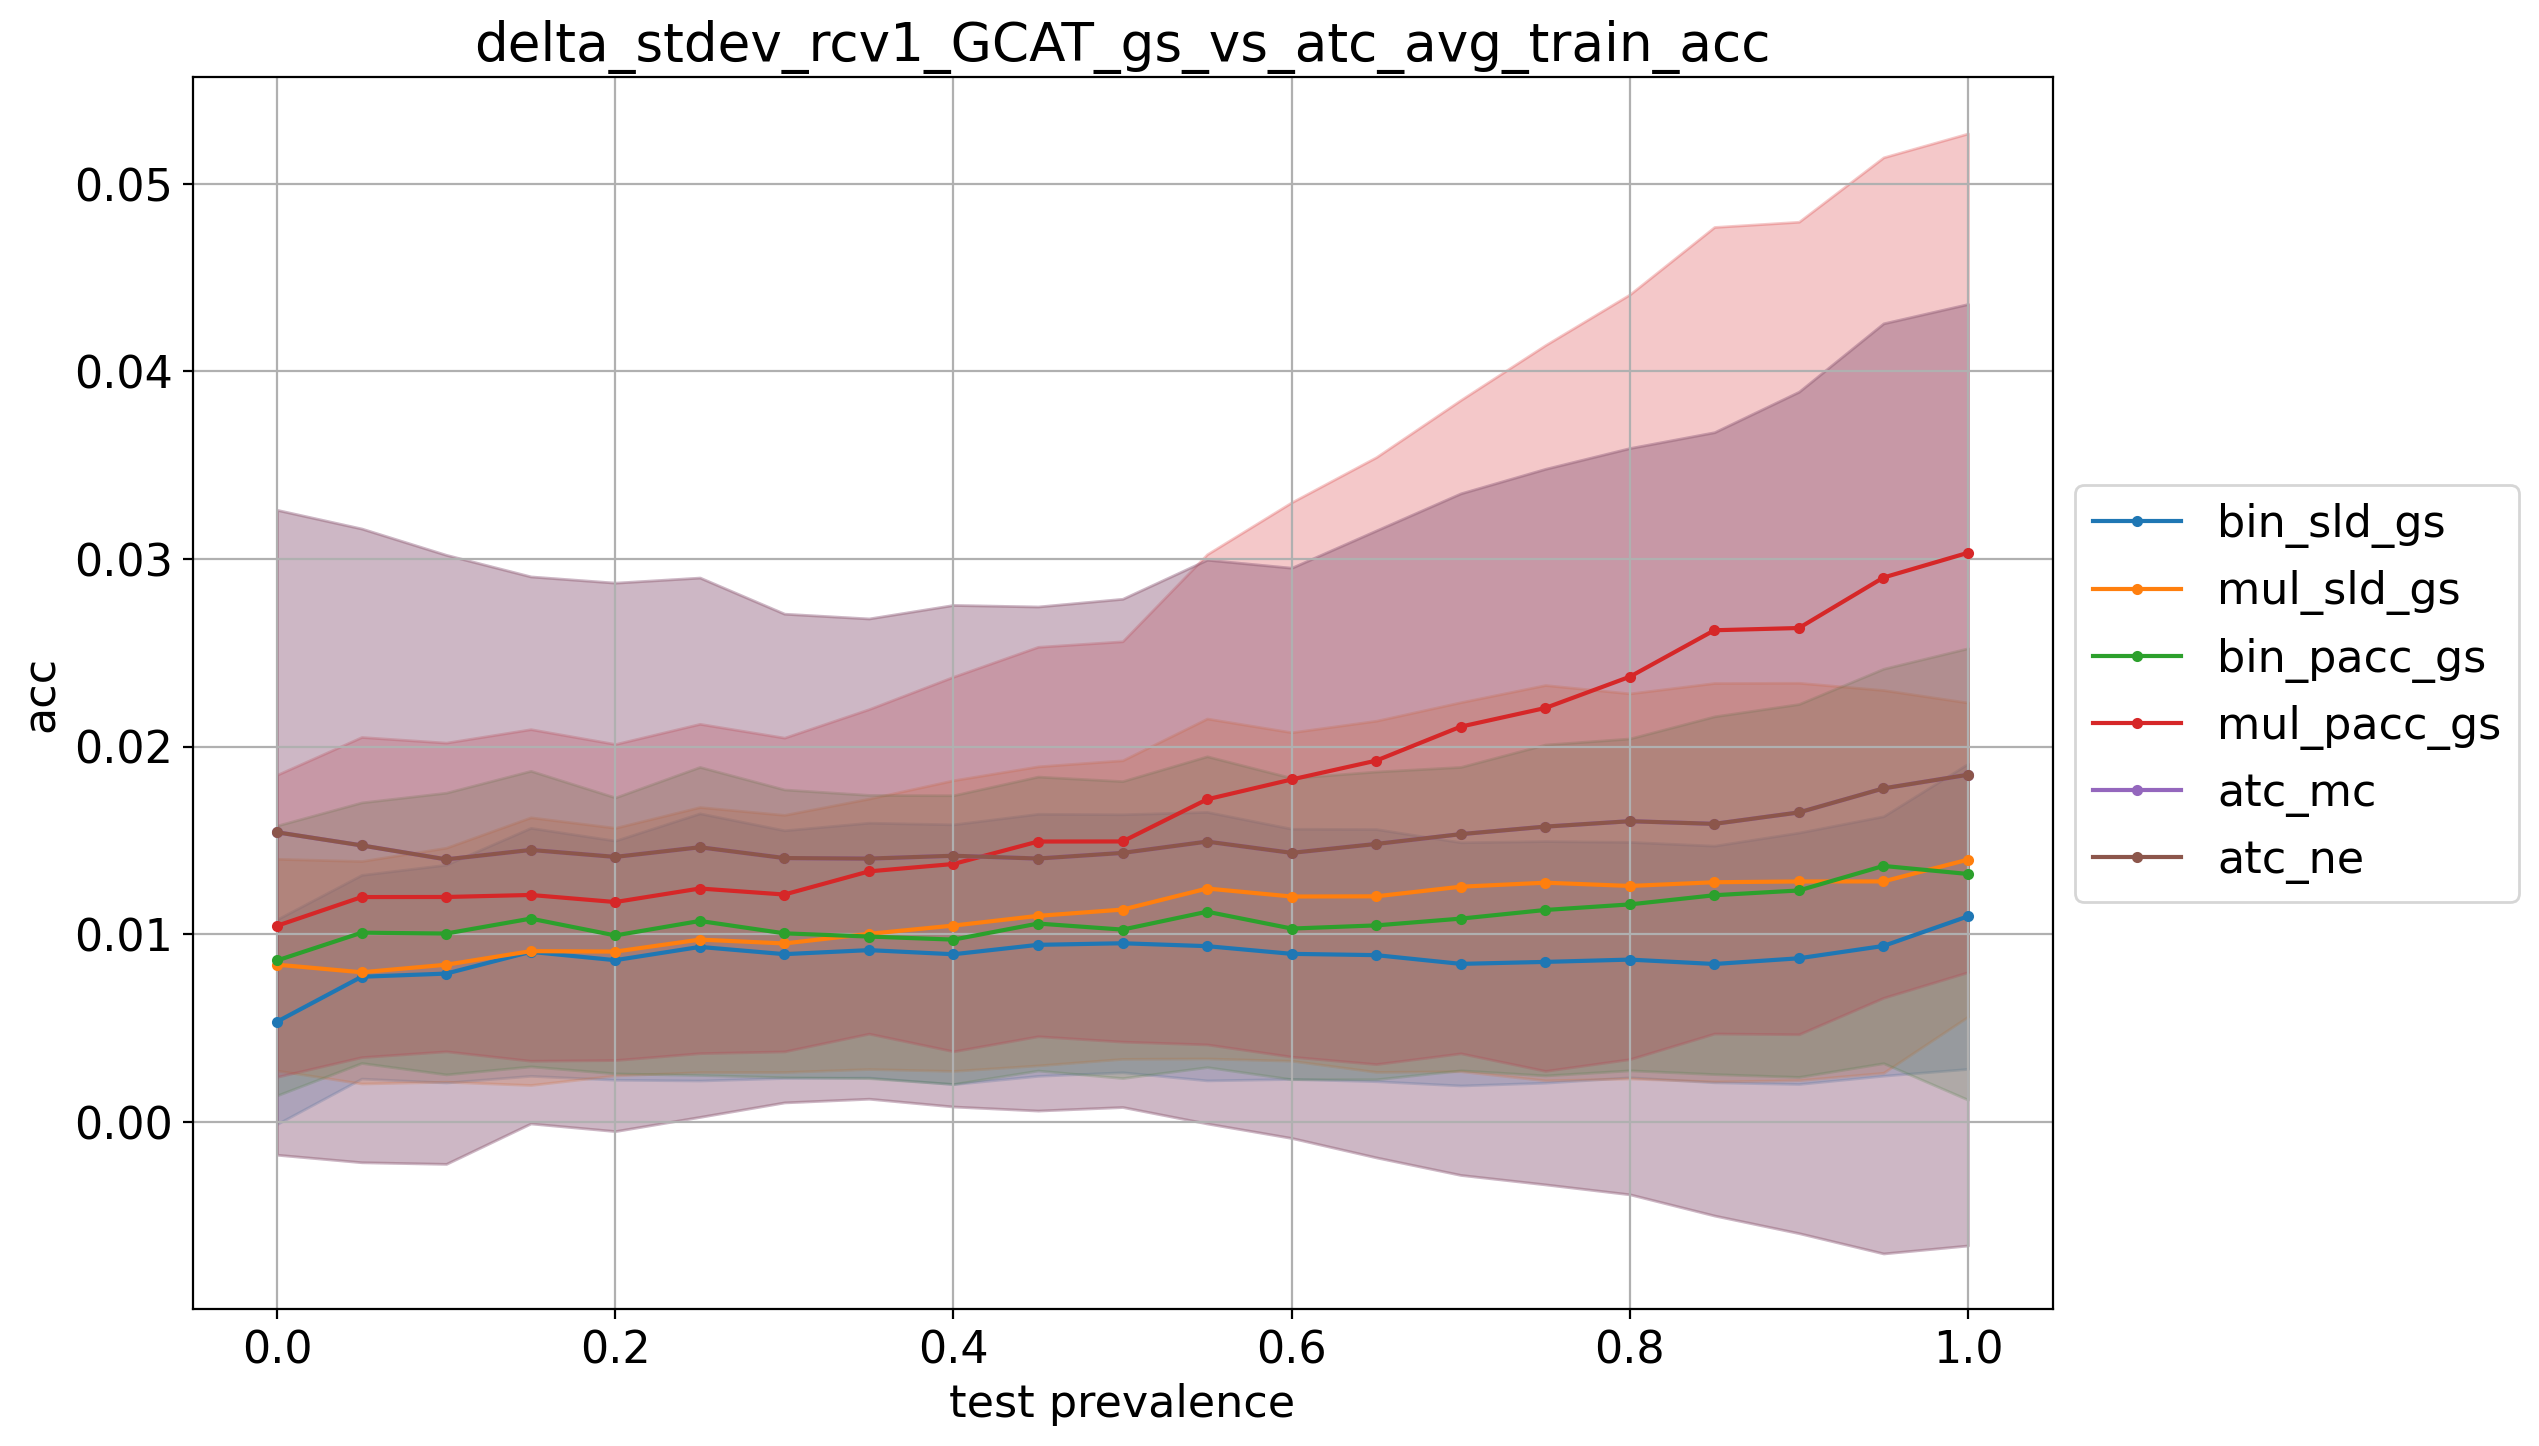 delta_stdev_rcv1_GCAT_gs_vs_atc_avg_train_acc
0.05
0.04
0.03
0.02
0.01
0.00
acc
0.0 0.2 0.4 0.6 0.8 1.0
test prevalence
bin_sld_gs
mul_sld_gs
bin_pacc_gs
mul_pacc_gs
atc_mc
atc_ne